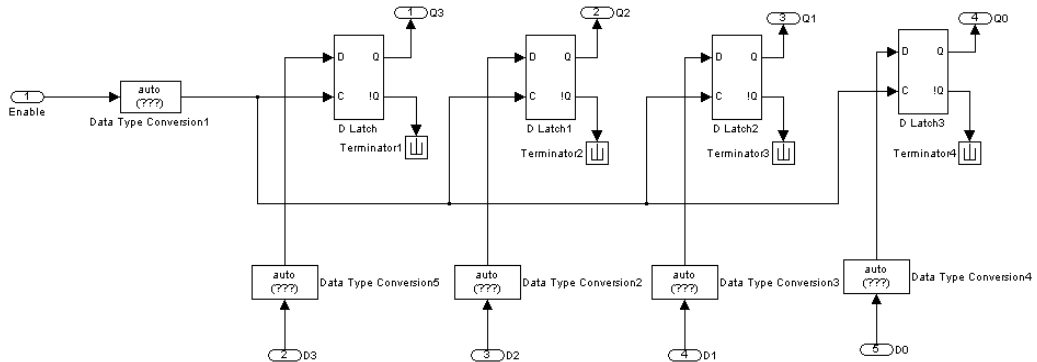 1 Q3
2 Q2
3 Q1
4 Q0
D Q
C !Q
D Latch
D Q
C !Q
D Latch1
D Q
C !Q
D Latch2
D Q
C !Q
D Latch3
1
Enable
auto
(???)
Data Type Conversion1
Terminator1
Terminator2
Terminator3
Terminator4
auto
(???)
Data Type Conversion5
auto
(???)
Data Type Conversion2
auto
(???)
Data Type Conversion3
auto
(???)
Data Type Conversion4
2 D3
3 D2
4 D1
5 D0